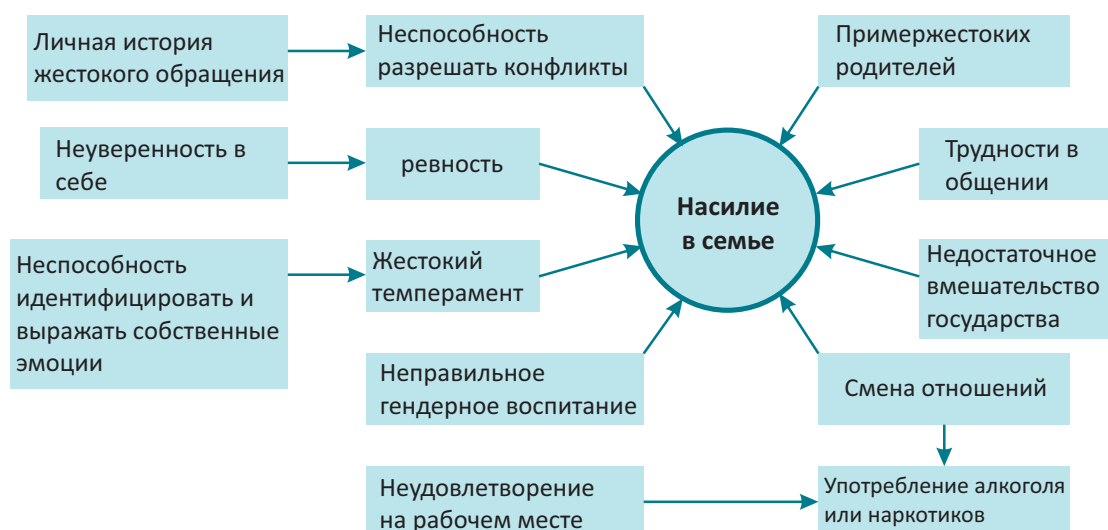 Личная история
жестокого обращения
Неспособность
разрешать конфликты
Примержестоких
родителей
Неуверенность в
себе
ревность
Насилие
в семье
Трудности в
общении
Неспособность
идентифицировать и
выражать собственные
эмоции
Жестокий
темперамент
Недостаточное
вмешательство
государства
Неправильное
гендерное воспитание
Смена отношений
Неудовлетворение
на рабочем месте
Употребление алкоголя
или наркотиков